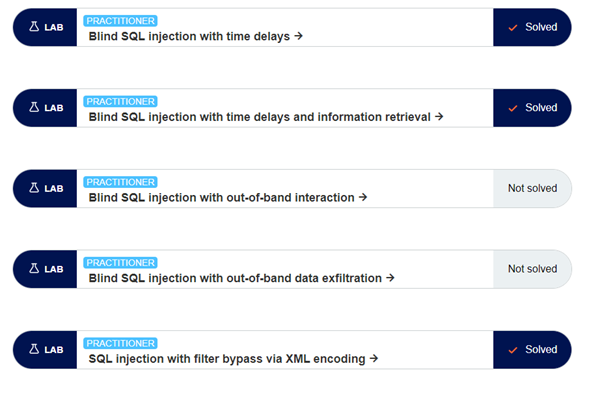 PRACTITIONER
LAB Blind SQL injection with time delays → Solved
PRACTITIONER
LAB Blind SQL injection with time delays and information retrieval → Solved
PRACTITIONER
LAB Blind SQL injection with out-of-band interaction → Not solved
PRACTITIONER
LAB Blind SQL injection with out-of-band data exfiltration → Not solved
PRACTITIONER
LAB SQL injection with filter bypass via XML encoding → Solved